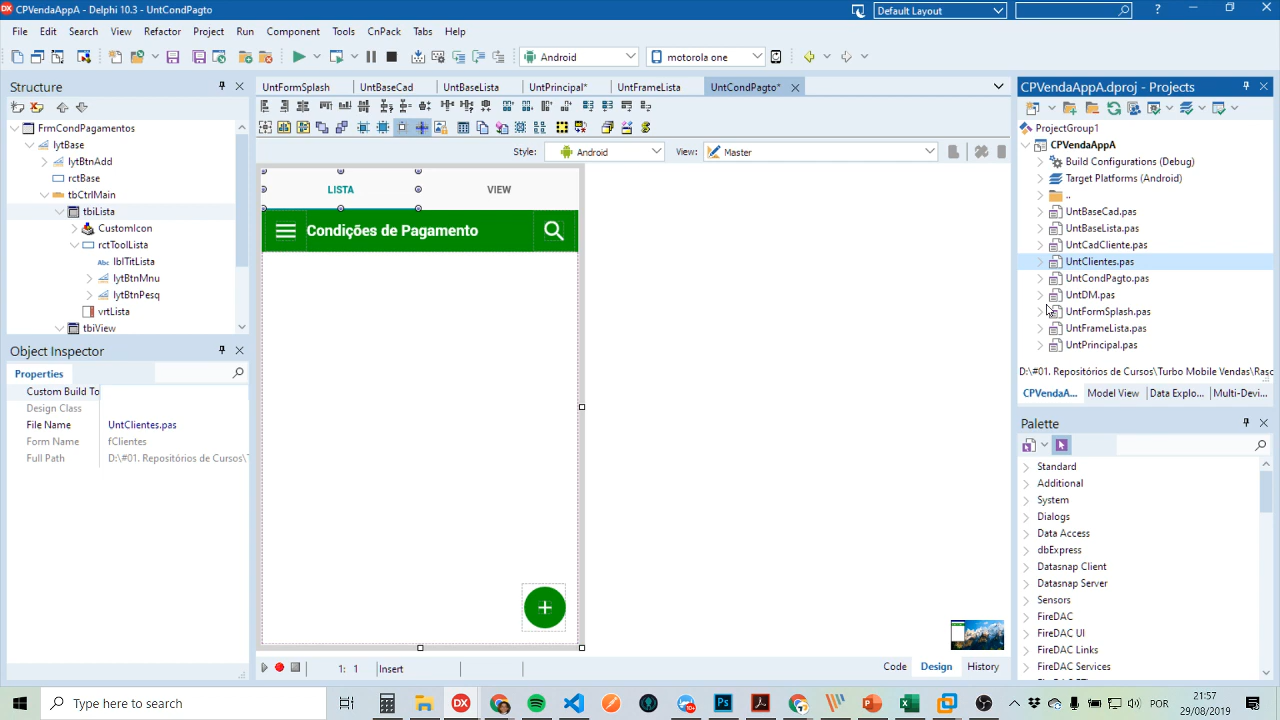 CPVendaAppA - Delphi 10.3 - UntCondPagto
Default Layout
File Edit Search View Refactor Project Run Component Tools CnPack Tabs Help
Android
motorola one
Structure
UntFormSplash UntBaseCad UntBaseLista UntPrincipal* UntFrameLista UntCondPagto*
CPVendaAppA.dproj - Projects
FrmCondPagamentos
lytBase
lytBtnAdd
rctBase
tbCtrlMain
tbiLista
CustomIcon
rctToolLista
Abc lblTitLista
lytBtnMnu
lytBtnPesq
vrtLista
tbiView
Style: Android
View: Master
LISTA
VIEW
Condições de Pagamento
ProjectGroup1
CPVendaAppA
Build Configurations (Debug)
Target Platforms (Android)
..
UntBaseCad.pas
UntBaseLista.pas
UntCadCliente.pas
UntClientes.pas
UntCondPagto.pas
UntDM.pas
UntFormSplash.pas
UntFrameLista.pas
UntPrincipal.pas
D:\#01. Repositórios de Cursos\Turbo Mobile Vendas\Rasc
CPVendaA... Model View Data Explo... Multi-Devi...
Object Inspector
Properties
Custom Build To
Design Class
File Name UntClientes.pas
Form Name fClientes
Full Path D:\#01. Repositórios de Cursos\
Palette
Standard
Additional
System
Dialogs
Data Access
dbExpress
Datasnap Client
Datasnap Server
Sensors
FireDAC
FireDAC UI
FireDAC Links
FireDAC Services
1: 1 Insert
Code Design History
Type here to search
POR
21:57
29/08/2019